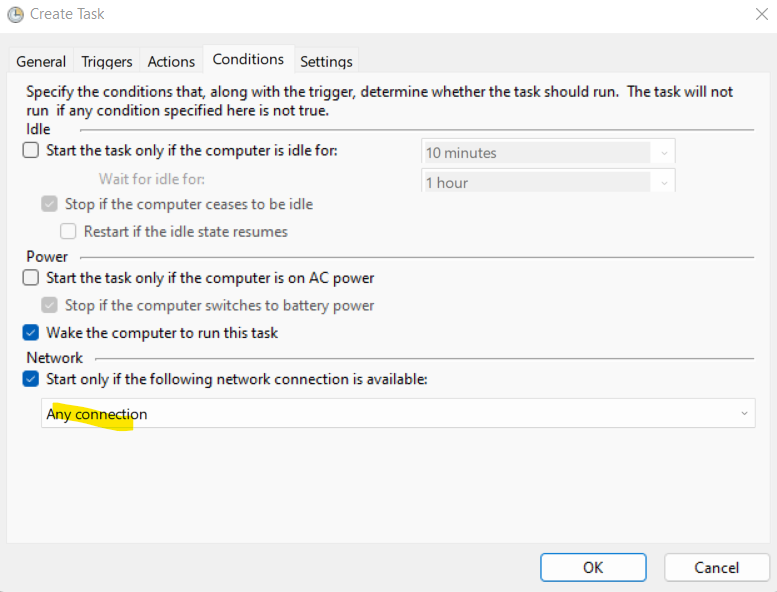 Create Task
General Triggers Actions Conditions Settings
Specify the conditions that, along with the trigger, determine whether the task should run.  The task will not
run  if any condition specified here is not true.
Idle
Start the task only if the computer is idle for: 10 minutes
Wait for idle for: 1 hour
Stop if the computer ceases to be idle
Restart if the idle state resumes
Power
Start the task only if the computer is on AC power
Stop if the computer switches to battery power
Wake the computer to run this task
Network
Start only if the following network connection is available:
Any connection
OK Cancel